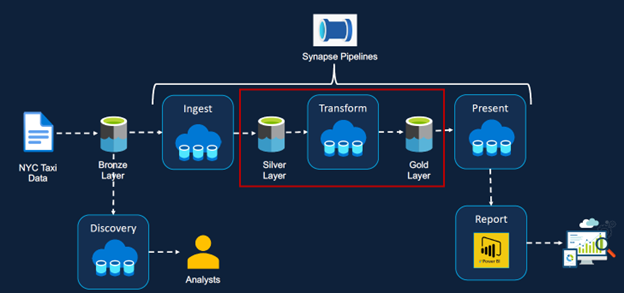 Synapse Pipelines
Ingest
Transform
Present
NYC Taxi
Data
Bronze
Layer
Silver
Layer
Gold
Layer
Discovery
Analysts
Report
Power BI